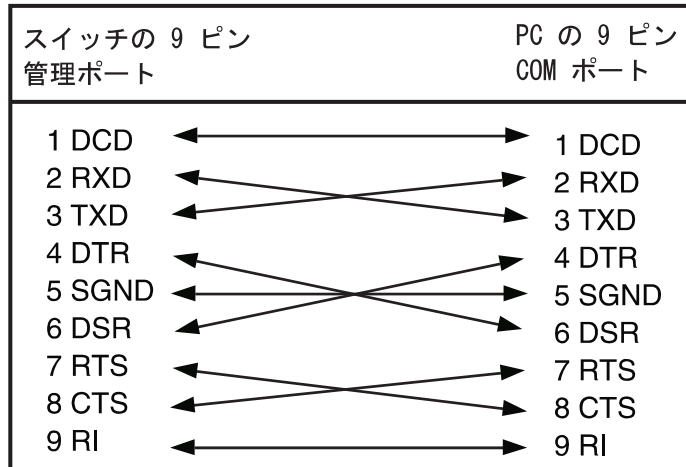 スイッチの 9 ピン
管理ポート
PC の 9 ピン
COM ポート
1 DCD
2 RXD
3 TXD
4 DTR
5 SGND
6 DSR
7 RTS
8 CTS
9 RI
1 DCD
2 RXD
3 TXD
4 DTR
5 SGND
6 DSR
7 RTS
8 CTS
9 RI